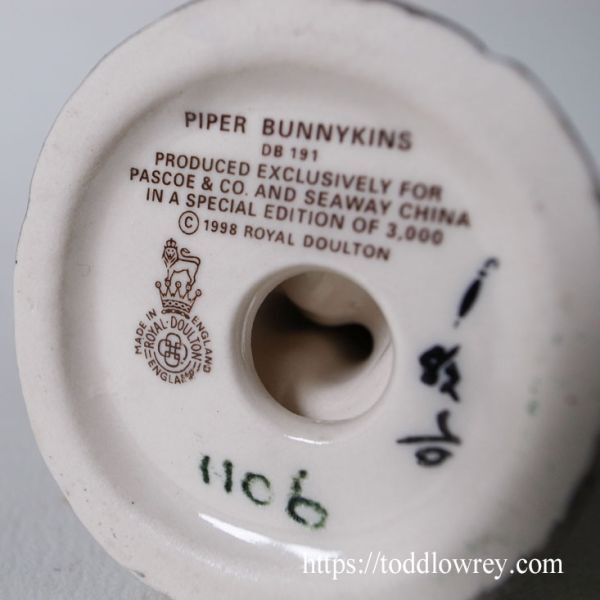 PIPER BUNNYKINS
DB 191
PRODUCED EXCLUSIVELY FOR
PASCOE & CO. AND SEAWAY CHINA
IN A SPECIAL EDITION OF 3,000
© 1998 ROYAL DOULTON
MADE IN ENGLAND
ROYAL DOULTON
ENGLAND
1106
https://toddlowrey.com